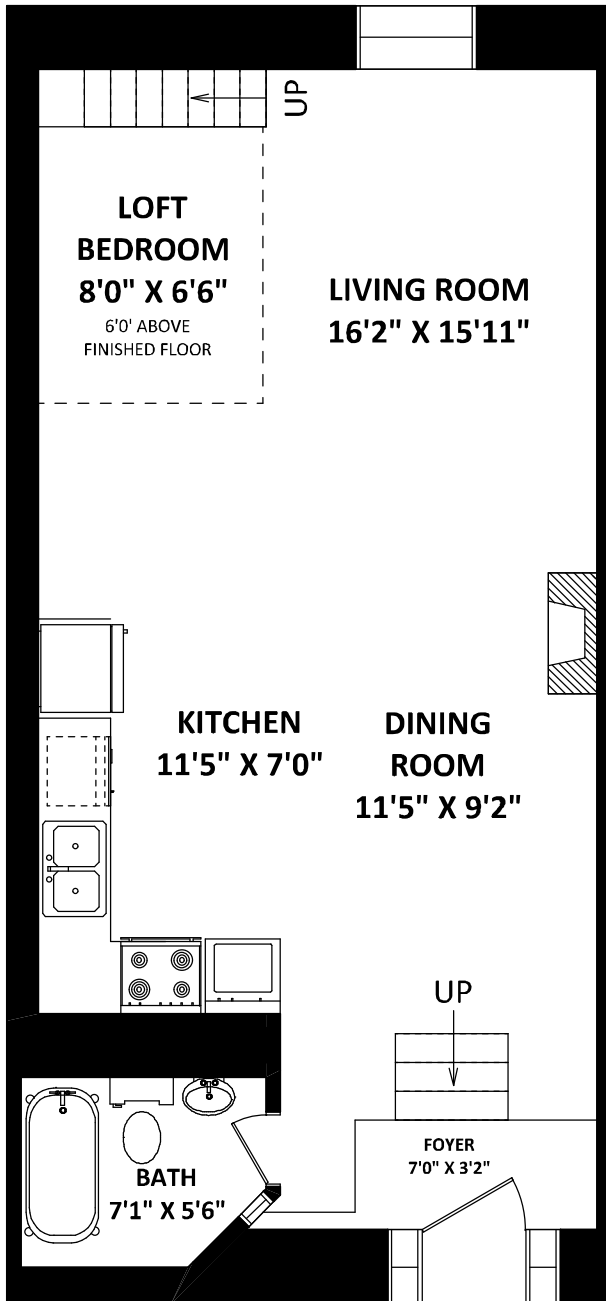 UP
LOFT
BEDROOM
8'0" X 6'6"
6'0' ABOVE
FINISHED FLOOR
LIVING ROOM
16'2" X 15'11"
KITCHEN
11'5" X 7'0"
DINING
ROOM
11'5" X 9'2"
UP
FOYER
7'0" X 3'2"
BATH
7'1" X 5'6"